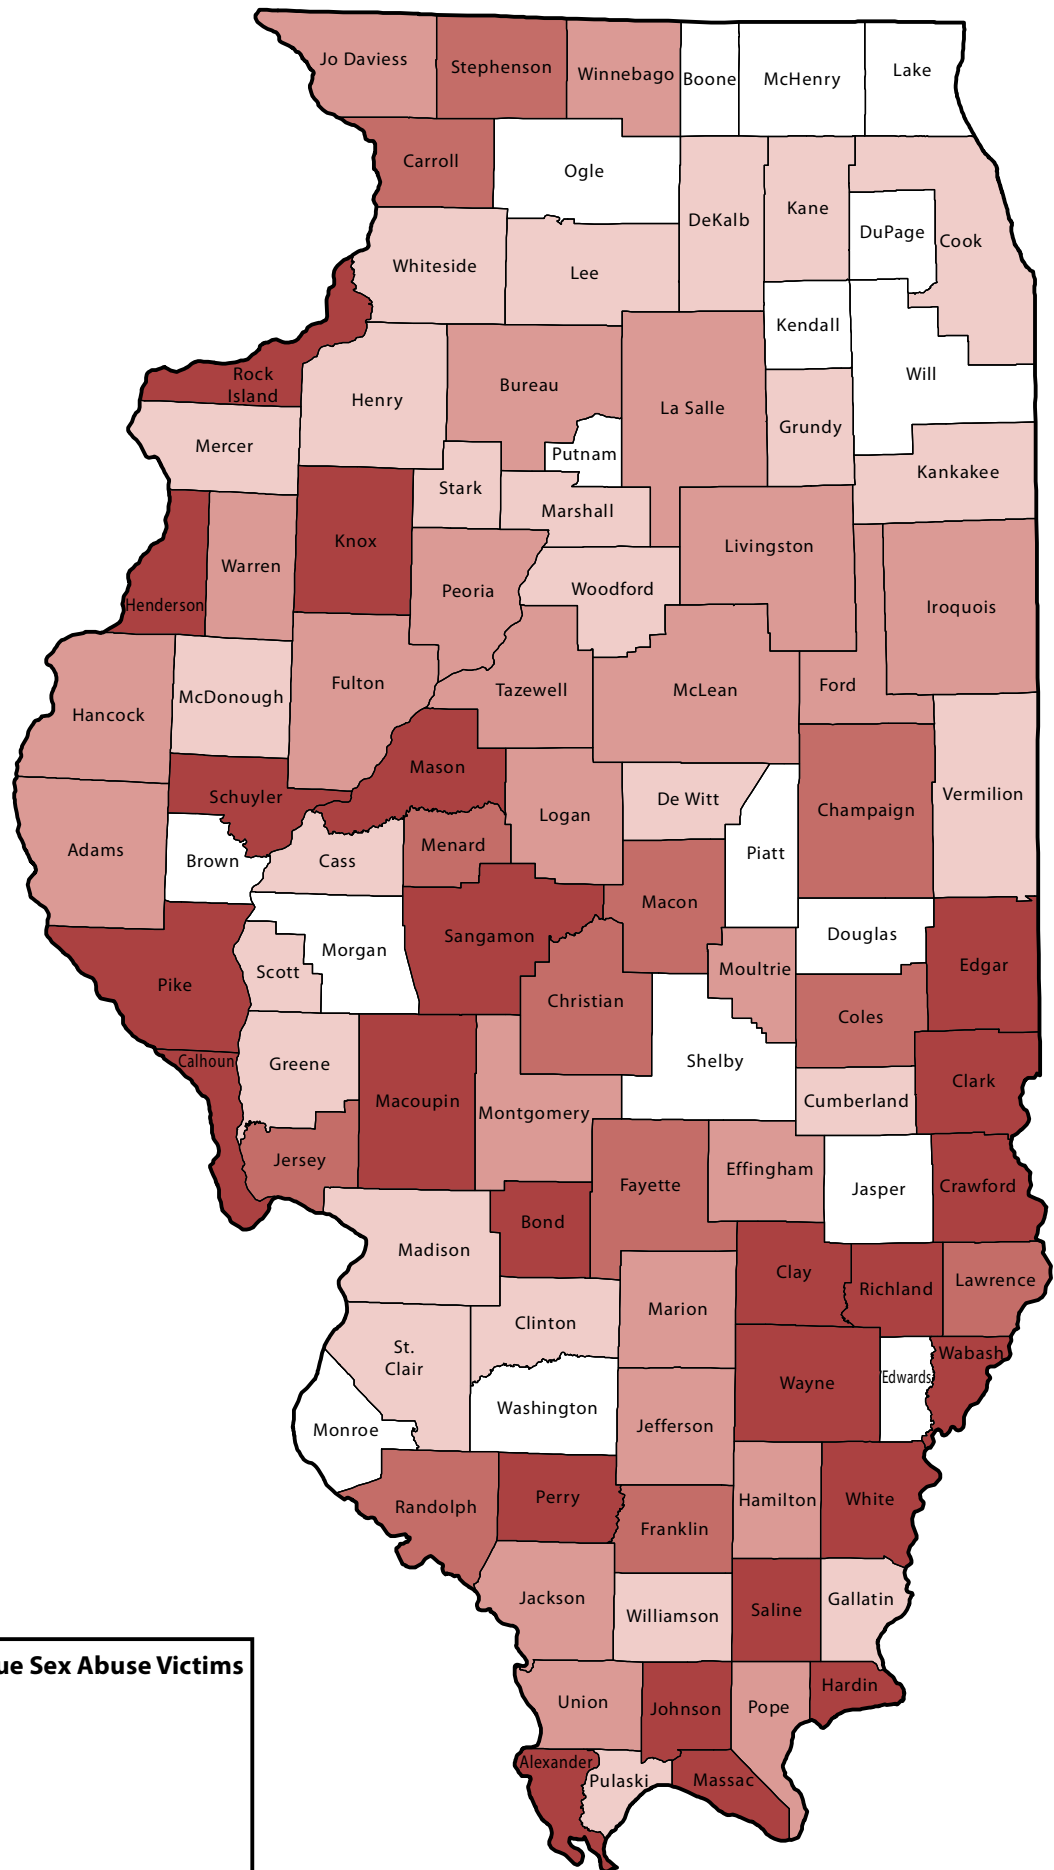 Jo Daviess
Stephenson
Winnebago
Boone
McHenry
Lake
Carroll
Ogle
DeKalb
Kane
DuPage
Cook
Whiteside
Lee
Kendall
Will
Rock
Island
Henry
Bureau
La Salle
Grundy
Mercer
Putnam
Kankakee
Stark
Marshall
Knox
Livingston
Warren
Peoria
Woodford
Henderson
Iroquois
McDonough
Fulton
Tazewell
McLean
Ford
Hancock
Mason
Schuyler
De Witt
Vermilion
Logan
Champaign
Adams
Brown
Cass
Menard
Piatt
Macon
Sangamon
Morgan
Douglas
Scott
Moultrie
Edgar
Pike
Christian
Coles
Calhoun
Greene
Shelby
Clark
Macoupin
Montgomery
Cumberland
Jersey
Effingham
Fayette
Jasper
Crawford
Bond
Madison
Clay
Richland
Lawrence
Marion
Clinton
St.
Clair
Wabash
Wayne
Edwards
Washington
Monroe
Jefferson
Perry
Randolph
Hamilton
White
Franklin
Jackson
Williamson
Saline
Gallatin
ue Sex Abuse Victims
Union
Johnson
Pope
Hardin
Alexander
Pulaski
Massac